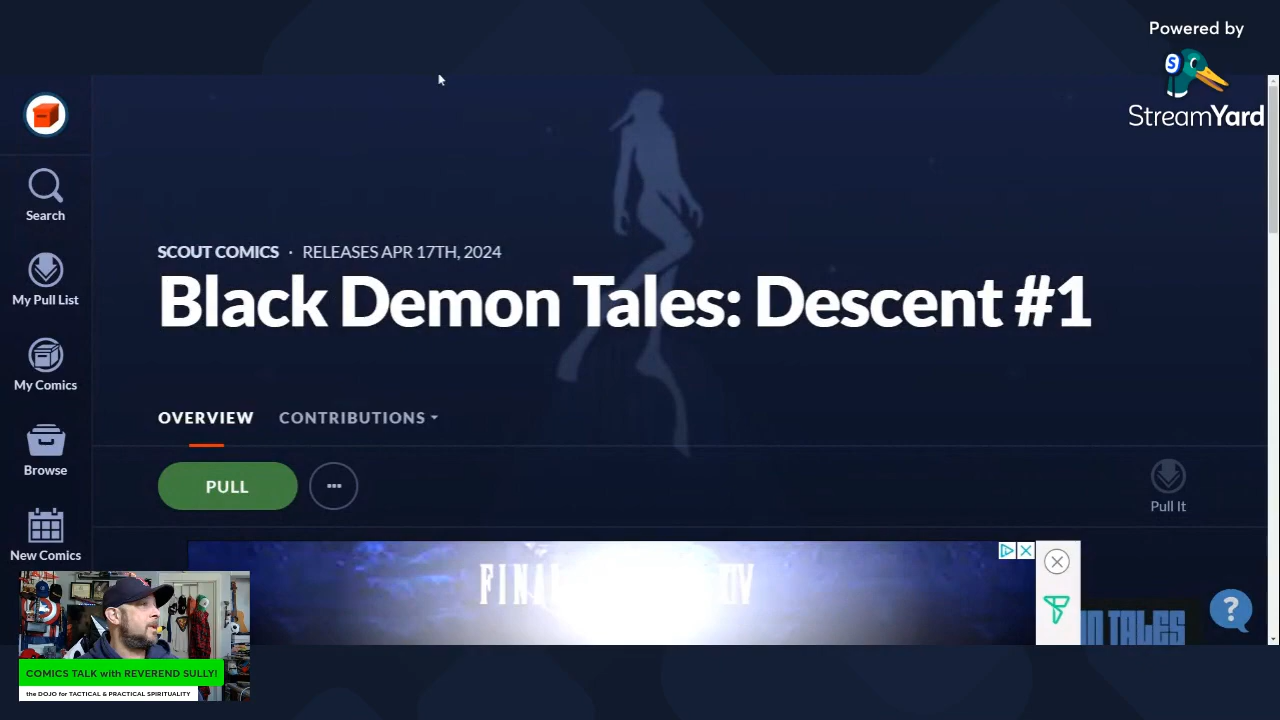 Powered by
StreamYard
Search
My Pull List
My Comics
Browse
New Comics
SCOUT COMICS · RELEASES APR 17TH, 2024
Black Demon Tales: Descent #1
OVERVIEW CONTRIBUTIONS
PULL
Pull It
XIV
TALES
?
COMICS TALK with REVEREND SULLY!
the DOJO for TACTICAL & PRACTICAL SPIRITUALITY